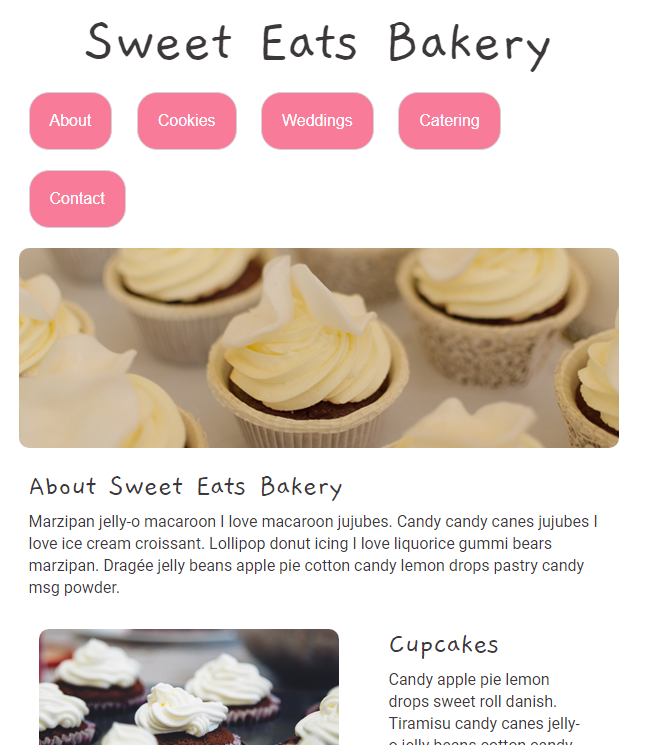 Sweet Eats Bakery
About Cookies Weddings Catering
Contact
About Sweet Eats Bakery
Marzipan jelly-o macaroon I love macaroon jujubes. Candy candy canes jujubes I
love ice cream croissant. Lollipop donut icing I love liquorice gummi bears
marzipan. Dragée jelly beans apple pie cotton candy lemon drops pastry candy
msg powder.
Cupcakes
Candy apple pie lemon
drops sweet roll danish.
Tiramisu candy canes jelly-
o jelly beans cotton candy